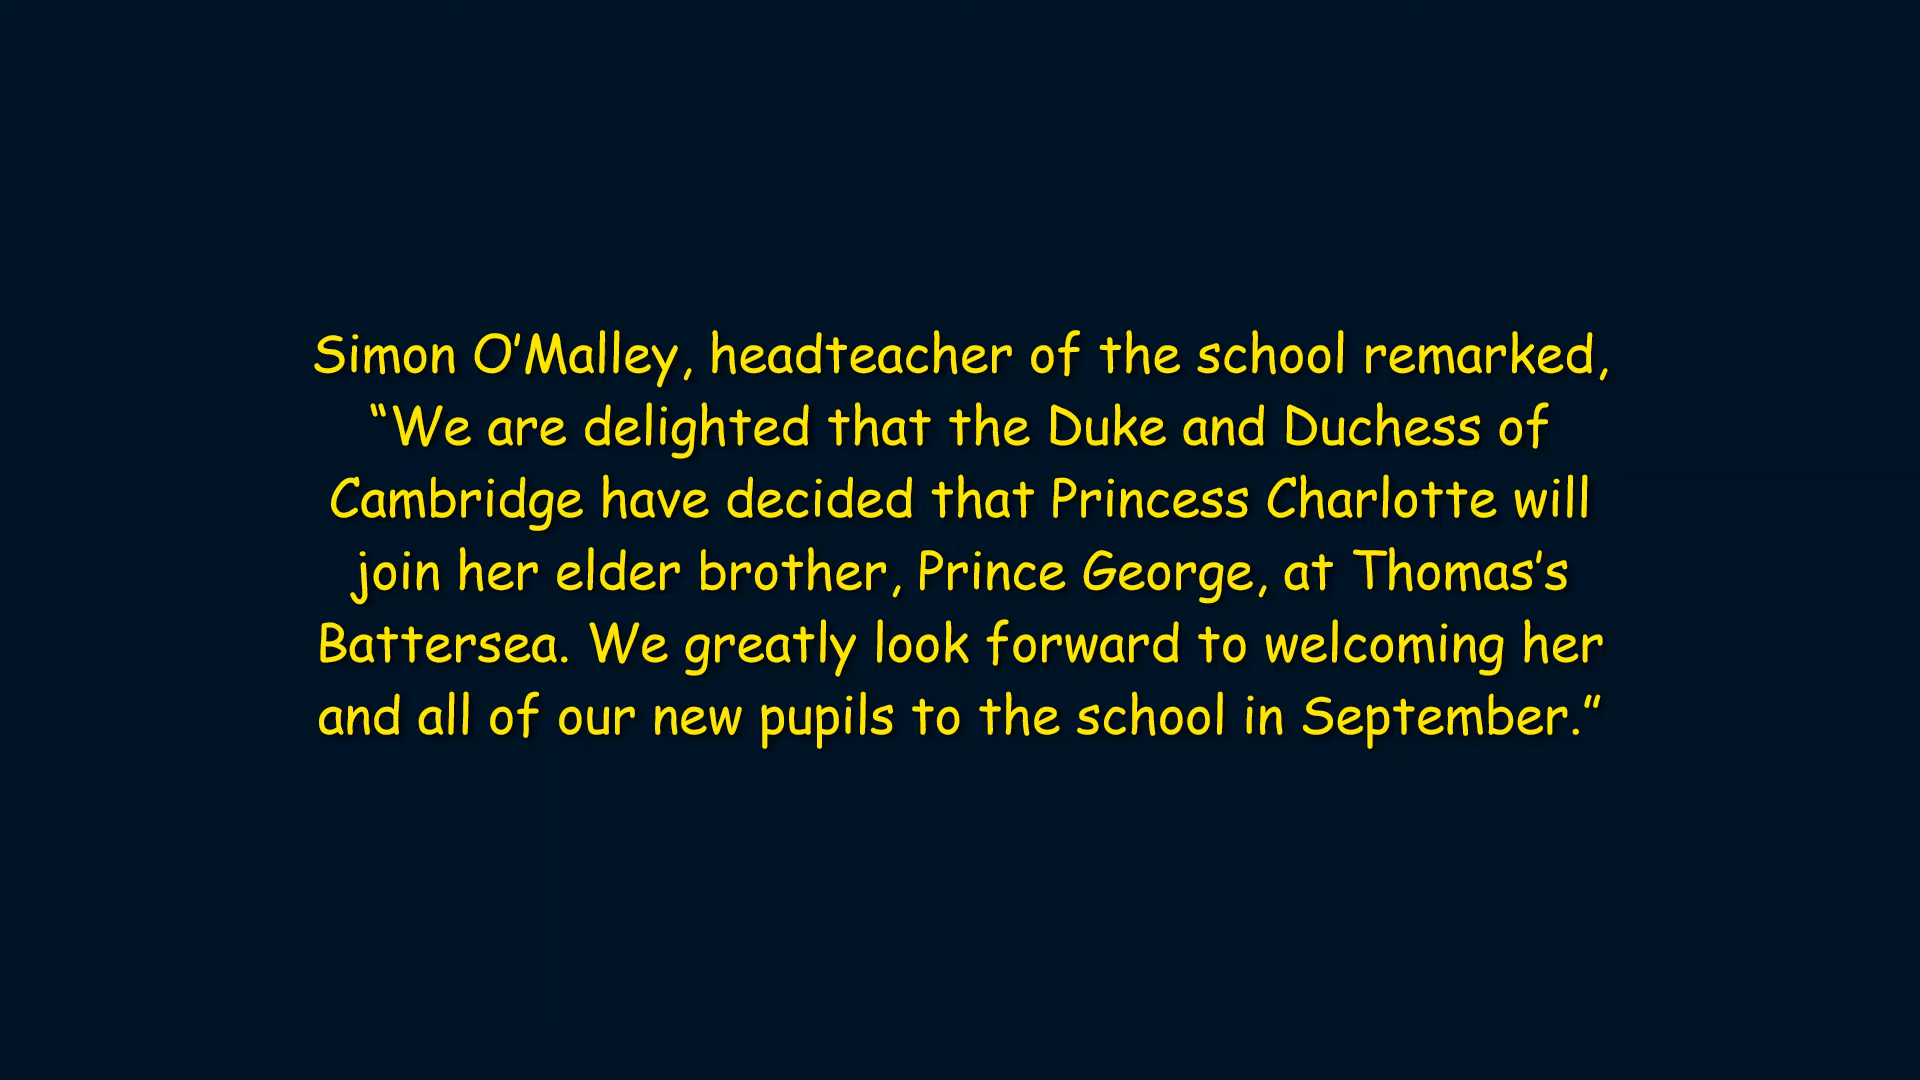 Simon O’Malley, headteacher of the school remarked,
“We are delighted that the Duke and Duchess of
Cambridge have decided that Princess Charlotte will
join her elder brother, Prince George, at Thomas’s
Battersea. We greatly look forward to welcoming her
and all of our new pupils to the school in September.”